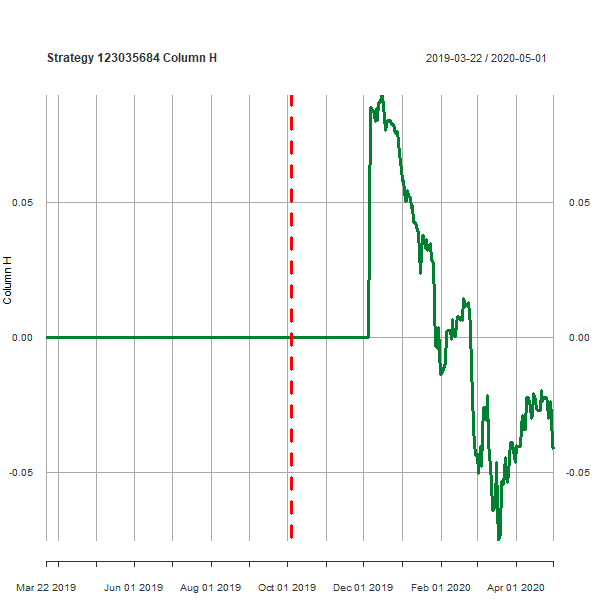 Strategy 123035684 Column H
2019-03-22 / 2020-05-01
Column H
0.05
0.05
0.00
0.00
-0.05
-0.05
Mar 22 2019
Jun 01 2019
Aug 01 2019
Oct 01 2019
Dec 01 2019
Feb 01 2020
Apr 01 2020